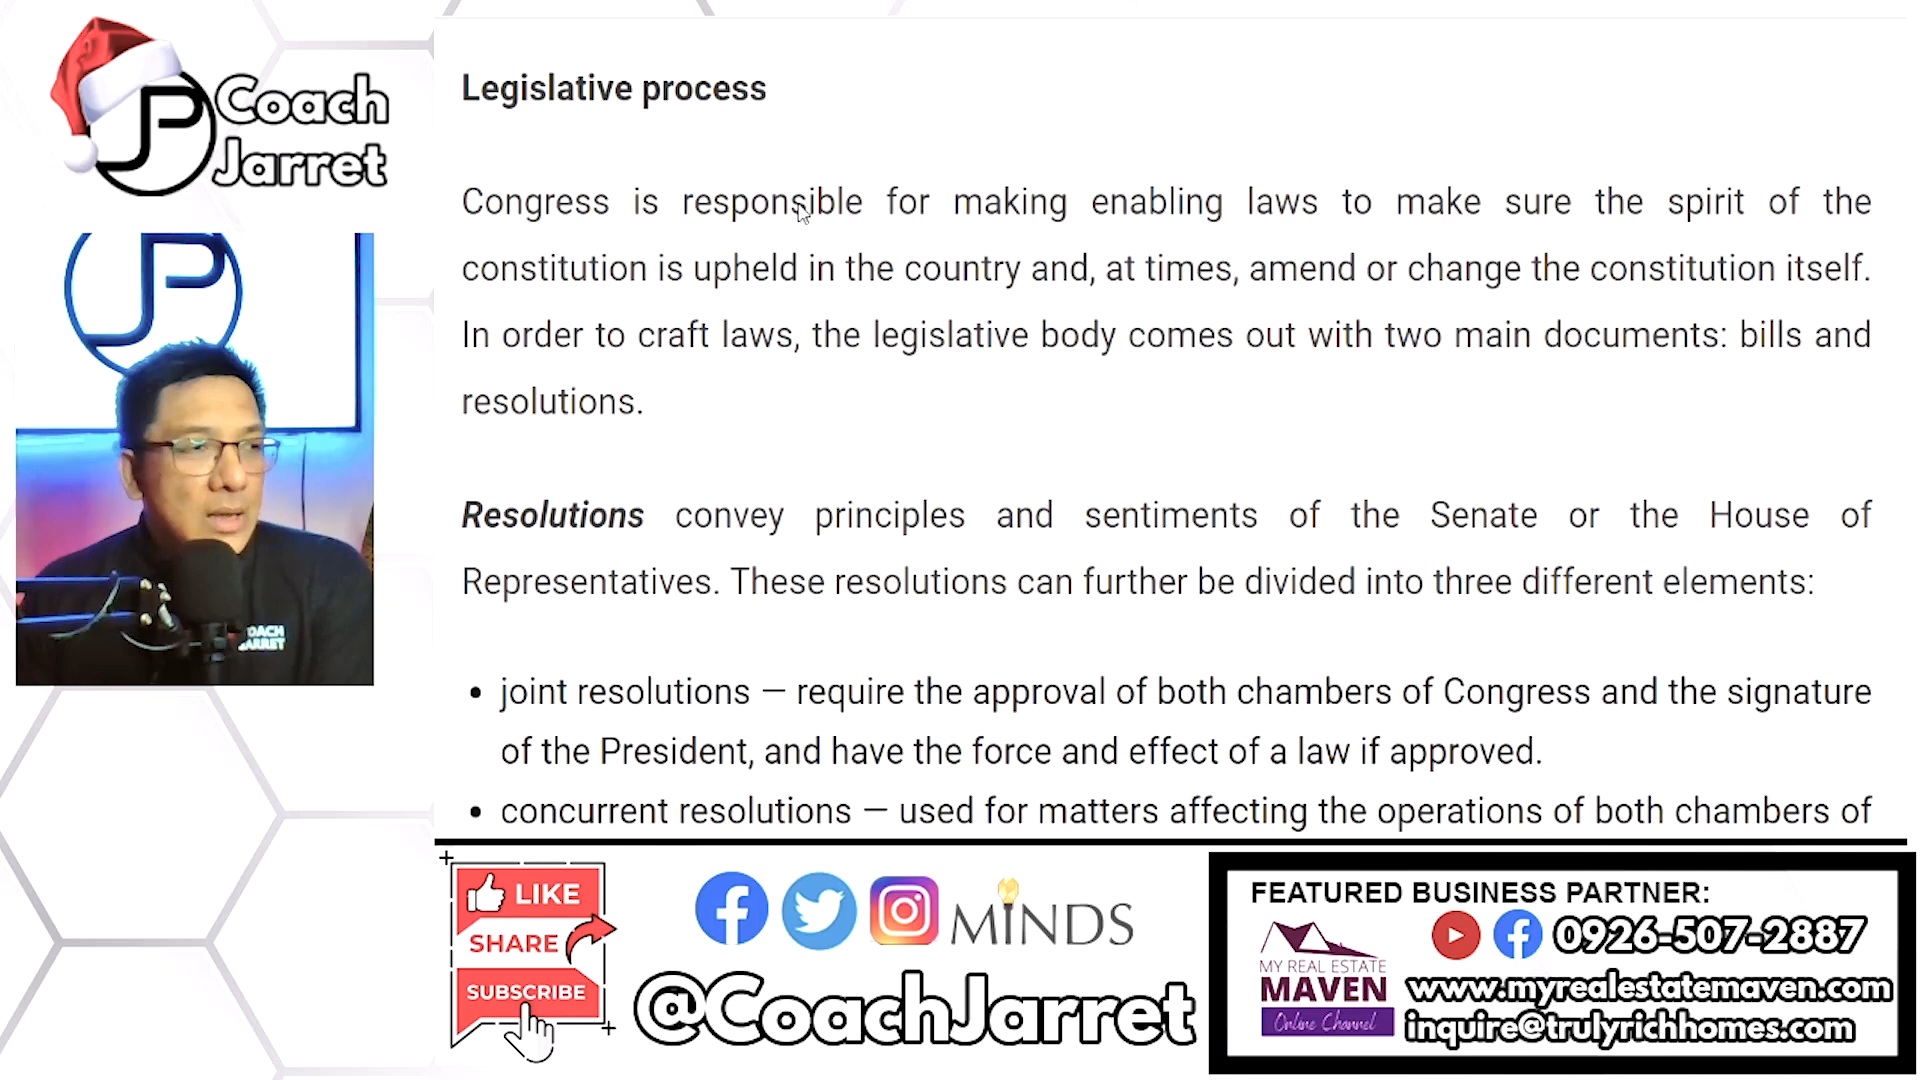 Coach
Jarret
Legislative process
Congress is responsible for making enabling laws to make sure the spirit of the
constitution is upheld in the country and, at times, amend or change the constitution itself.
In order to craft laws, the legislative body comes out with two main documents: bills and
resolutions.
Resolutions convey principles and sentiments of the Senate or the House of
Representatives. These resolutions can further be divided into three different elements:
• joint resolutions — require the approval of both chambers of Congress and the signature
of the President, and have the force and effect of a law if approved.
• concurrent resolutions — used for matters affecting the operations of both chambers of
LIKE
SHARE
SUBSCRIBE
MINDS
@CoachJarret
FEATURED BUSINESS PARTNER:
0926-507-2887
MY REAL ESTATE
MAVEN
Online Channel
www.myrealestatemaven.com
inquire@trulyrichhomes.com